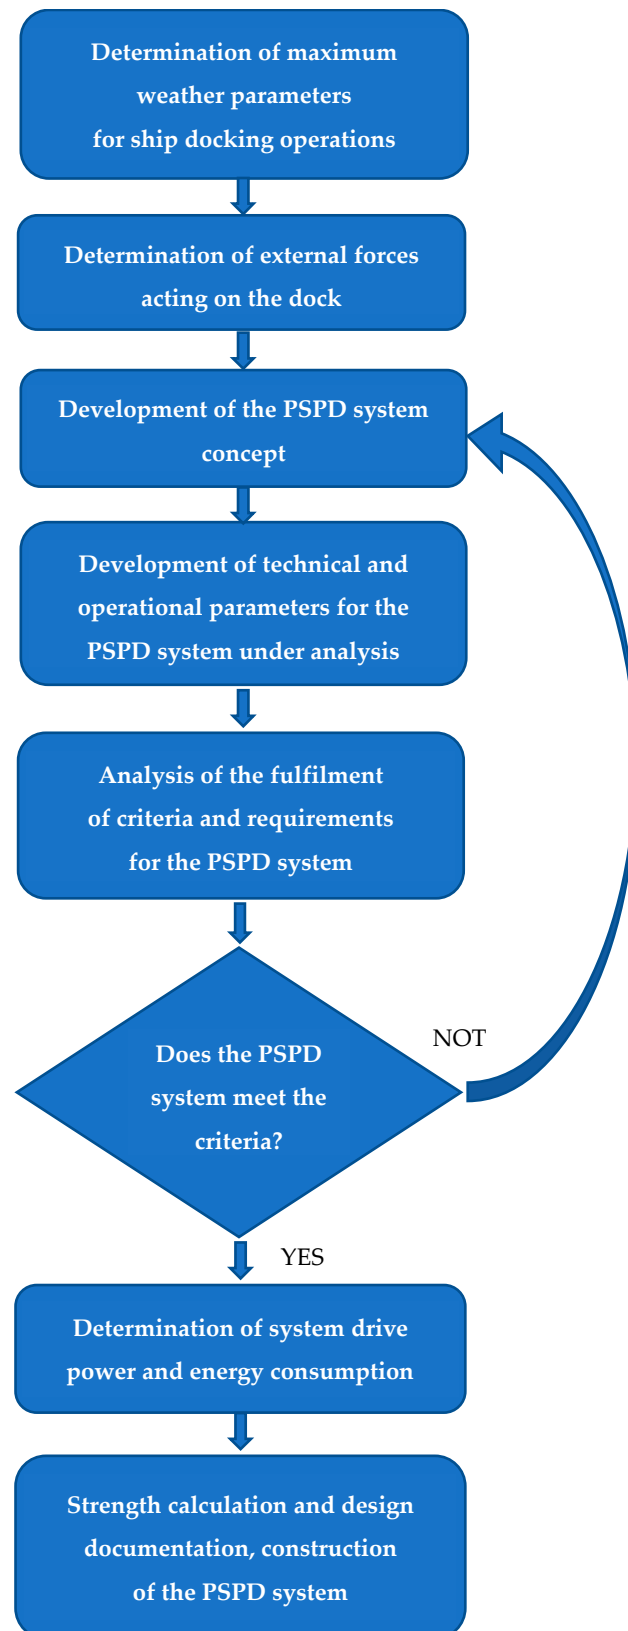 Determination of maximum
weather parameters
for ship docking operations
Determination of external forces
acting on the dock
Development of the PSPD system
concept
Development of technical and
operational parameters for the
PSPD system under analysis
Analysis of the fulfilment
of criteria and requirements
for the PSPD system
Does the PSPD
system meet the
criteria?
NOT
YES
Determination of system drive
power and energy consumption
Strength calculation and design
documentation, construction
of the PSPD system